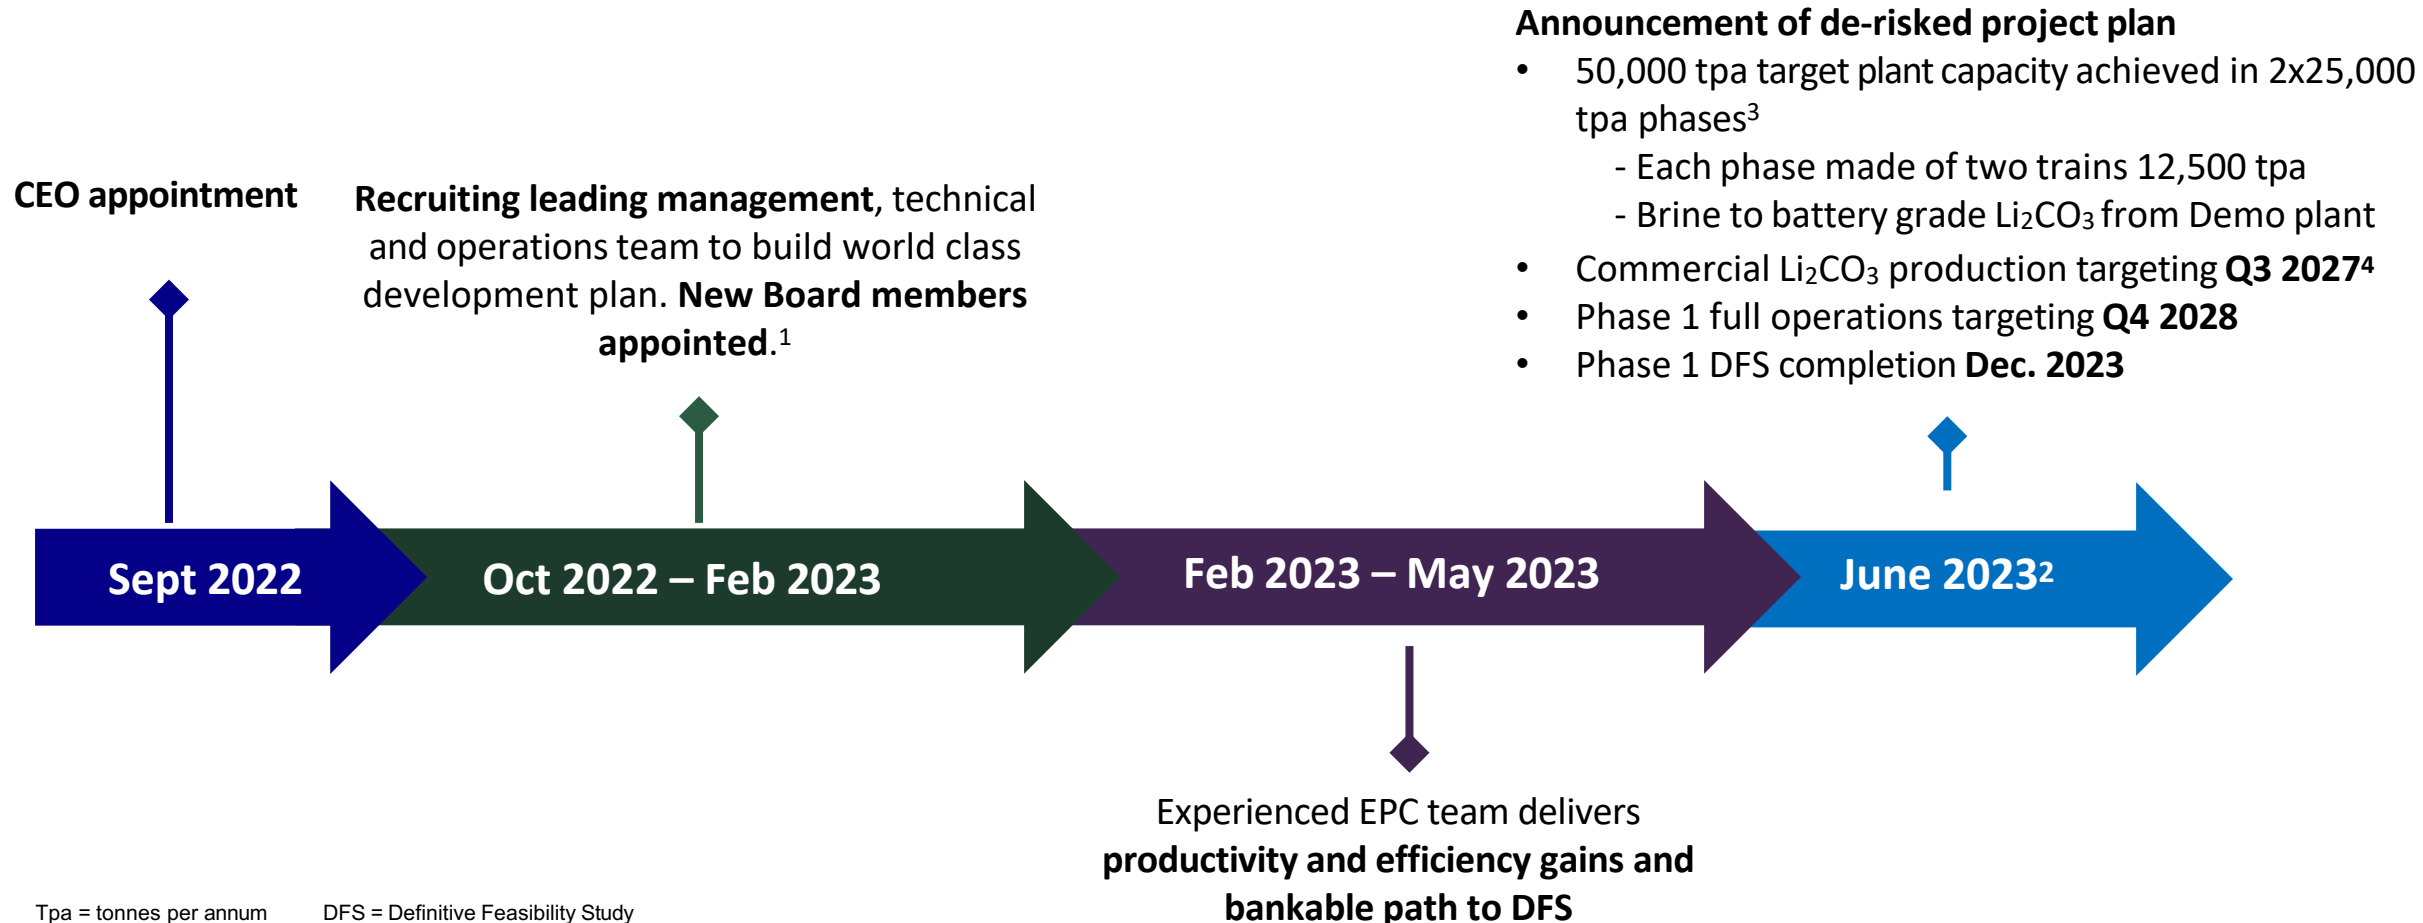 CEO appointment
Recruiting leading management, technical
and operations team to build world class
development plan. New Board members
appointed.¹
Announcement of de-risked project plan
• 50,000 tpa target plant capacity achieved in 2x25,000
tpa phases³
- Each phase made of two trains 12,500 tpa
- Brine to battery grade Li₂CO₃ from Demo plant
• Commercial Li₂CO₃ production targeting Q3 2027⁴
• Phase 1 full operations targeting Q4 2028
• Phase 1 DFS completion Dec. 2023
Sept 2022
Oct 2022 – Feb 2023
Feb 2023 – May 2023
June 2023²
Experienced EPC team delivers
productivity and efficiency gains and
bankable path to DFS
Tpa = tonnes per annum DFS = Definitive Feasibility Study